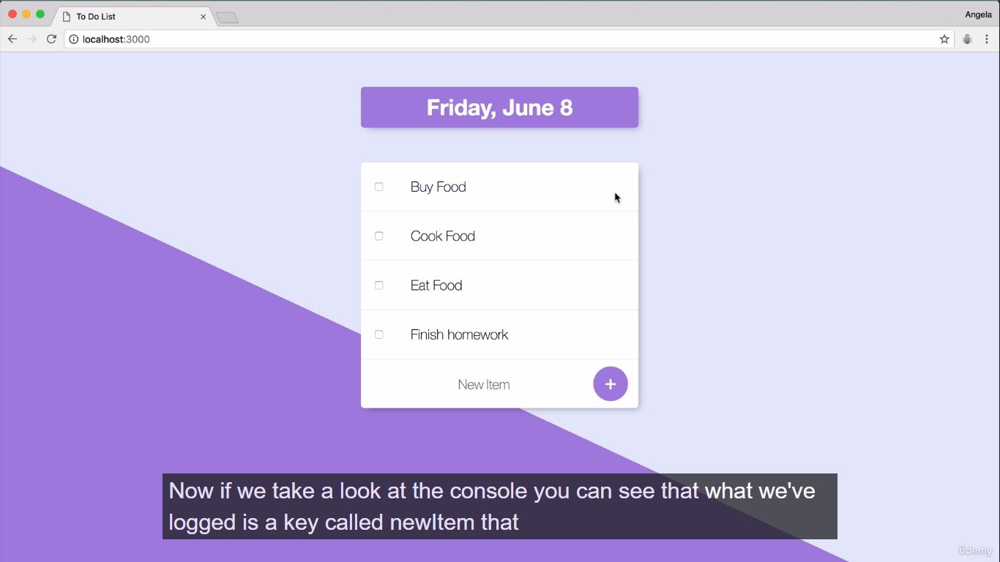 To Do List
Angela
localhost:3000
Friday, June 8
Buy Food
Cook Food
Eat Food
Finish homework
New Item
+
Now if we take a look at the console you can see that what we've
logged is a key called newItem that
ûdemy